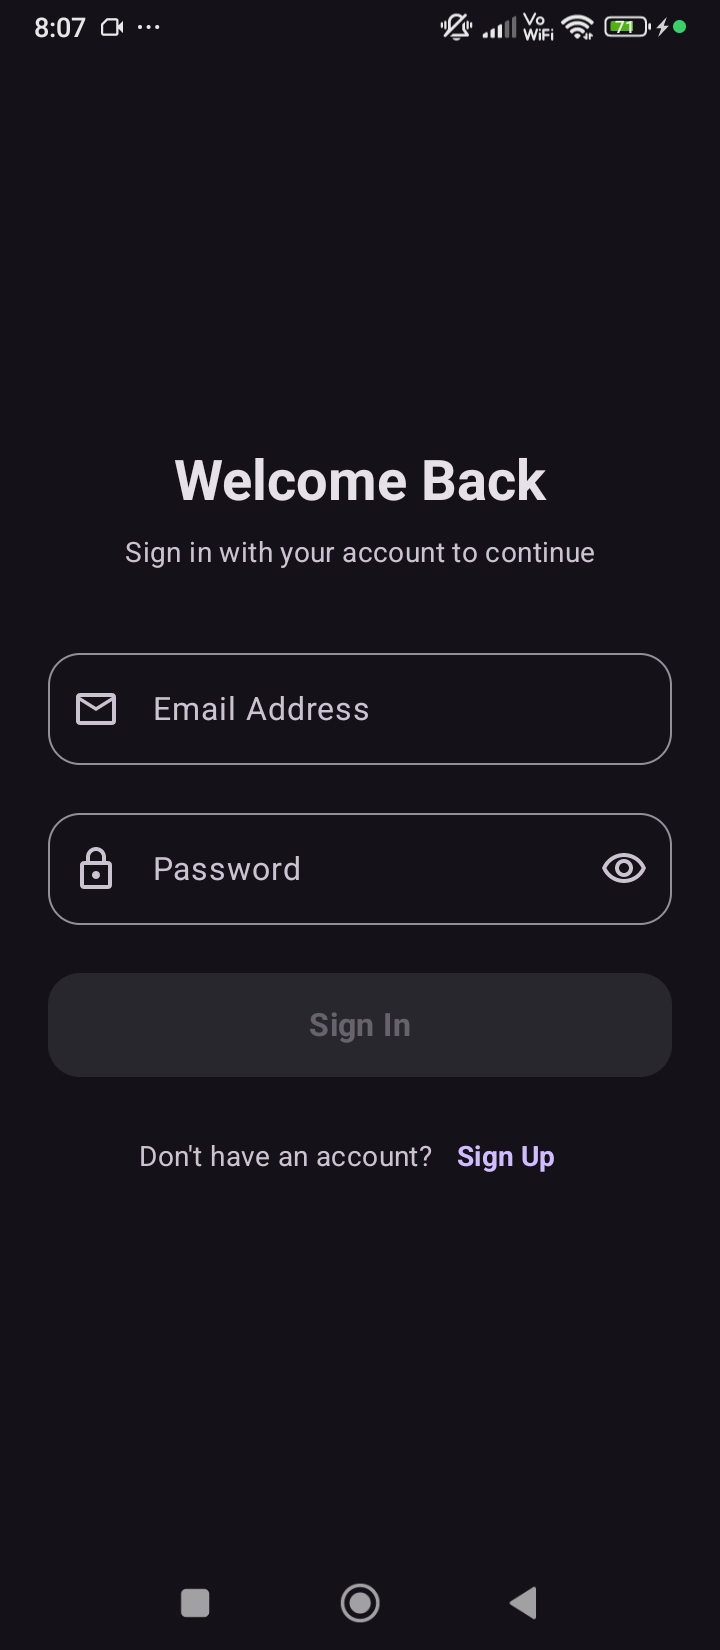 8:07 ... Vo WiFi 71
Welcome Back
Sign in with your account to continue
Email Address
Password
Sign In
Don't have an account? Sign Up